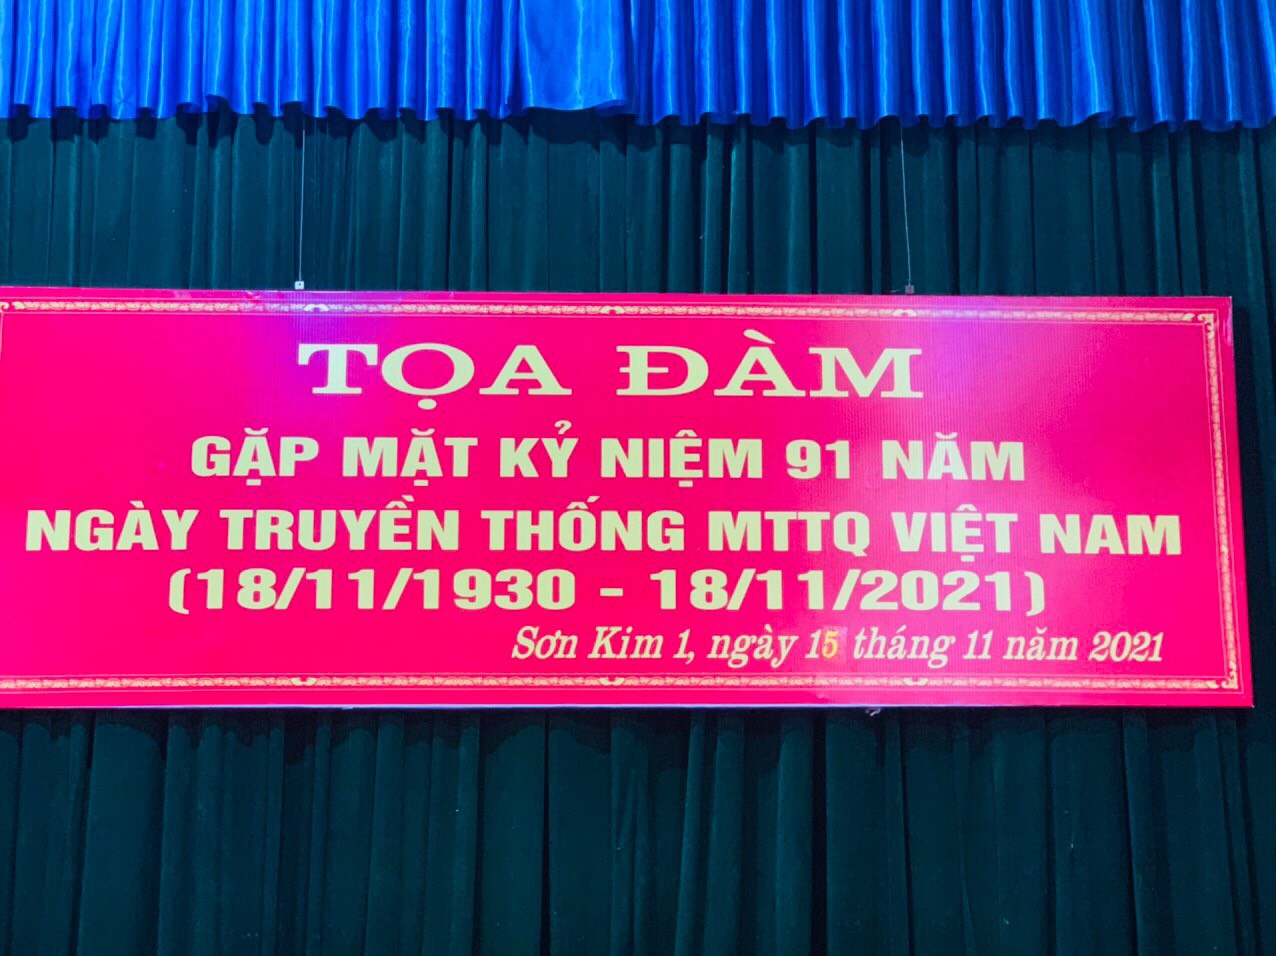 TỌA ĐÀM
GẶP MẶT KỶ NIỆM 91 NĂM
NGÀY TRUYỀN THỐNG MTTQ VIỆT NAM
(18/11/1930 - 18/11/2021)
Sơn Kim 1, ngày 15 tháng 11 năm 2021